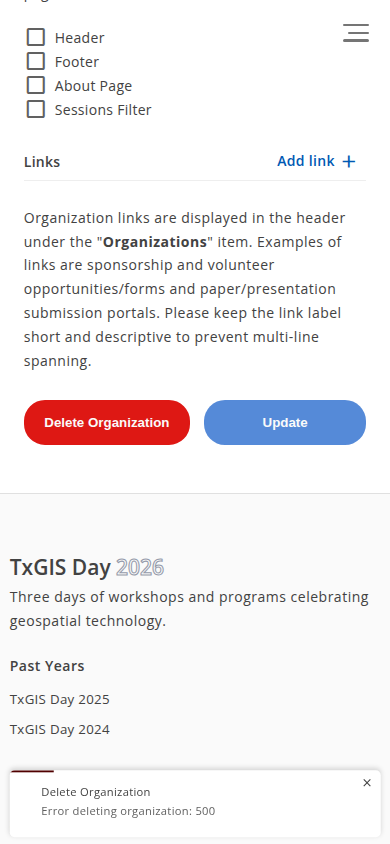 Header
Footer
About Page
Sessions Filter
Links
Add link +
Organization links are displayed in the header
under the "Organizations" item. Examples of
links are sponsorship and volunteer
opportunities/forms and paper/presentation
submission portals. Please keep the link label
short and descriptive to prevent multi-line
spanning.
Delete Organization
Update
TxGIS Day 2026
Three days of workshops and programs celebrating
geospatial technology.
Past Years
TxGIS Day 2025
TxGIS Day 2024
Delete Organization
Error deleting organization: 500